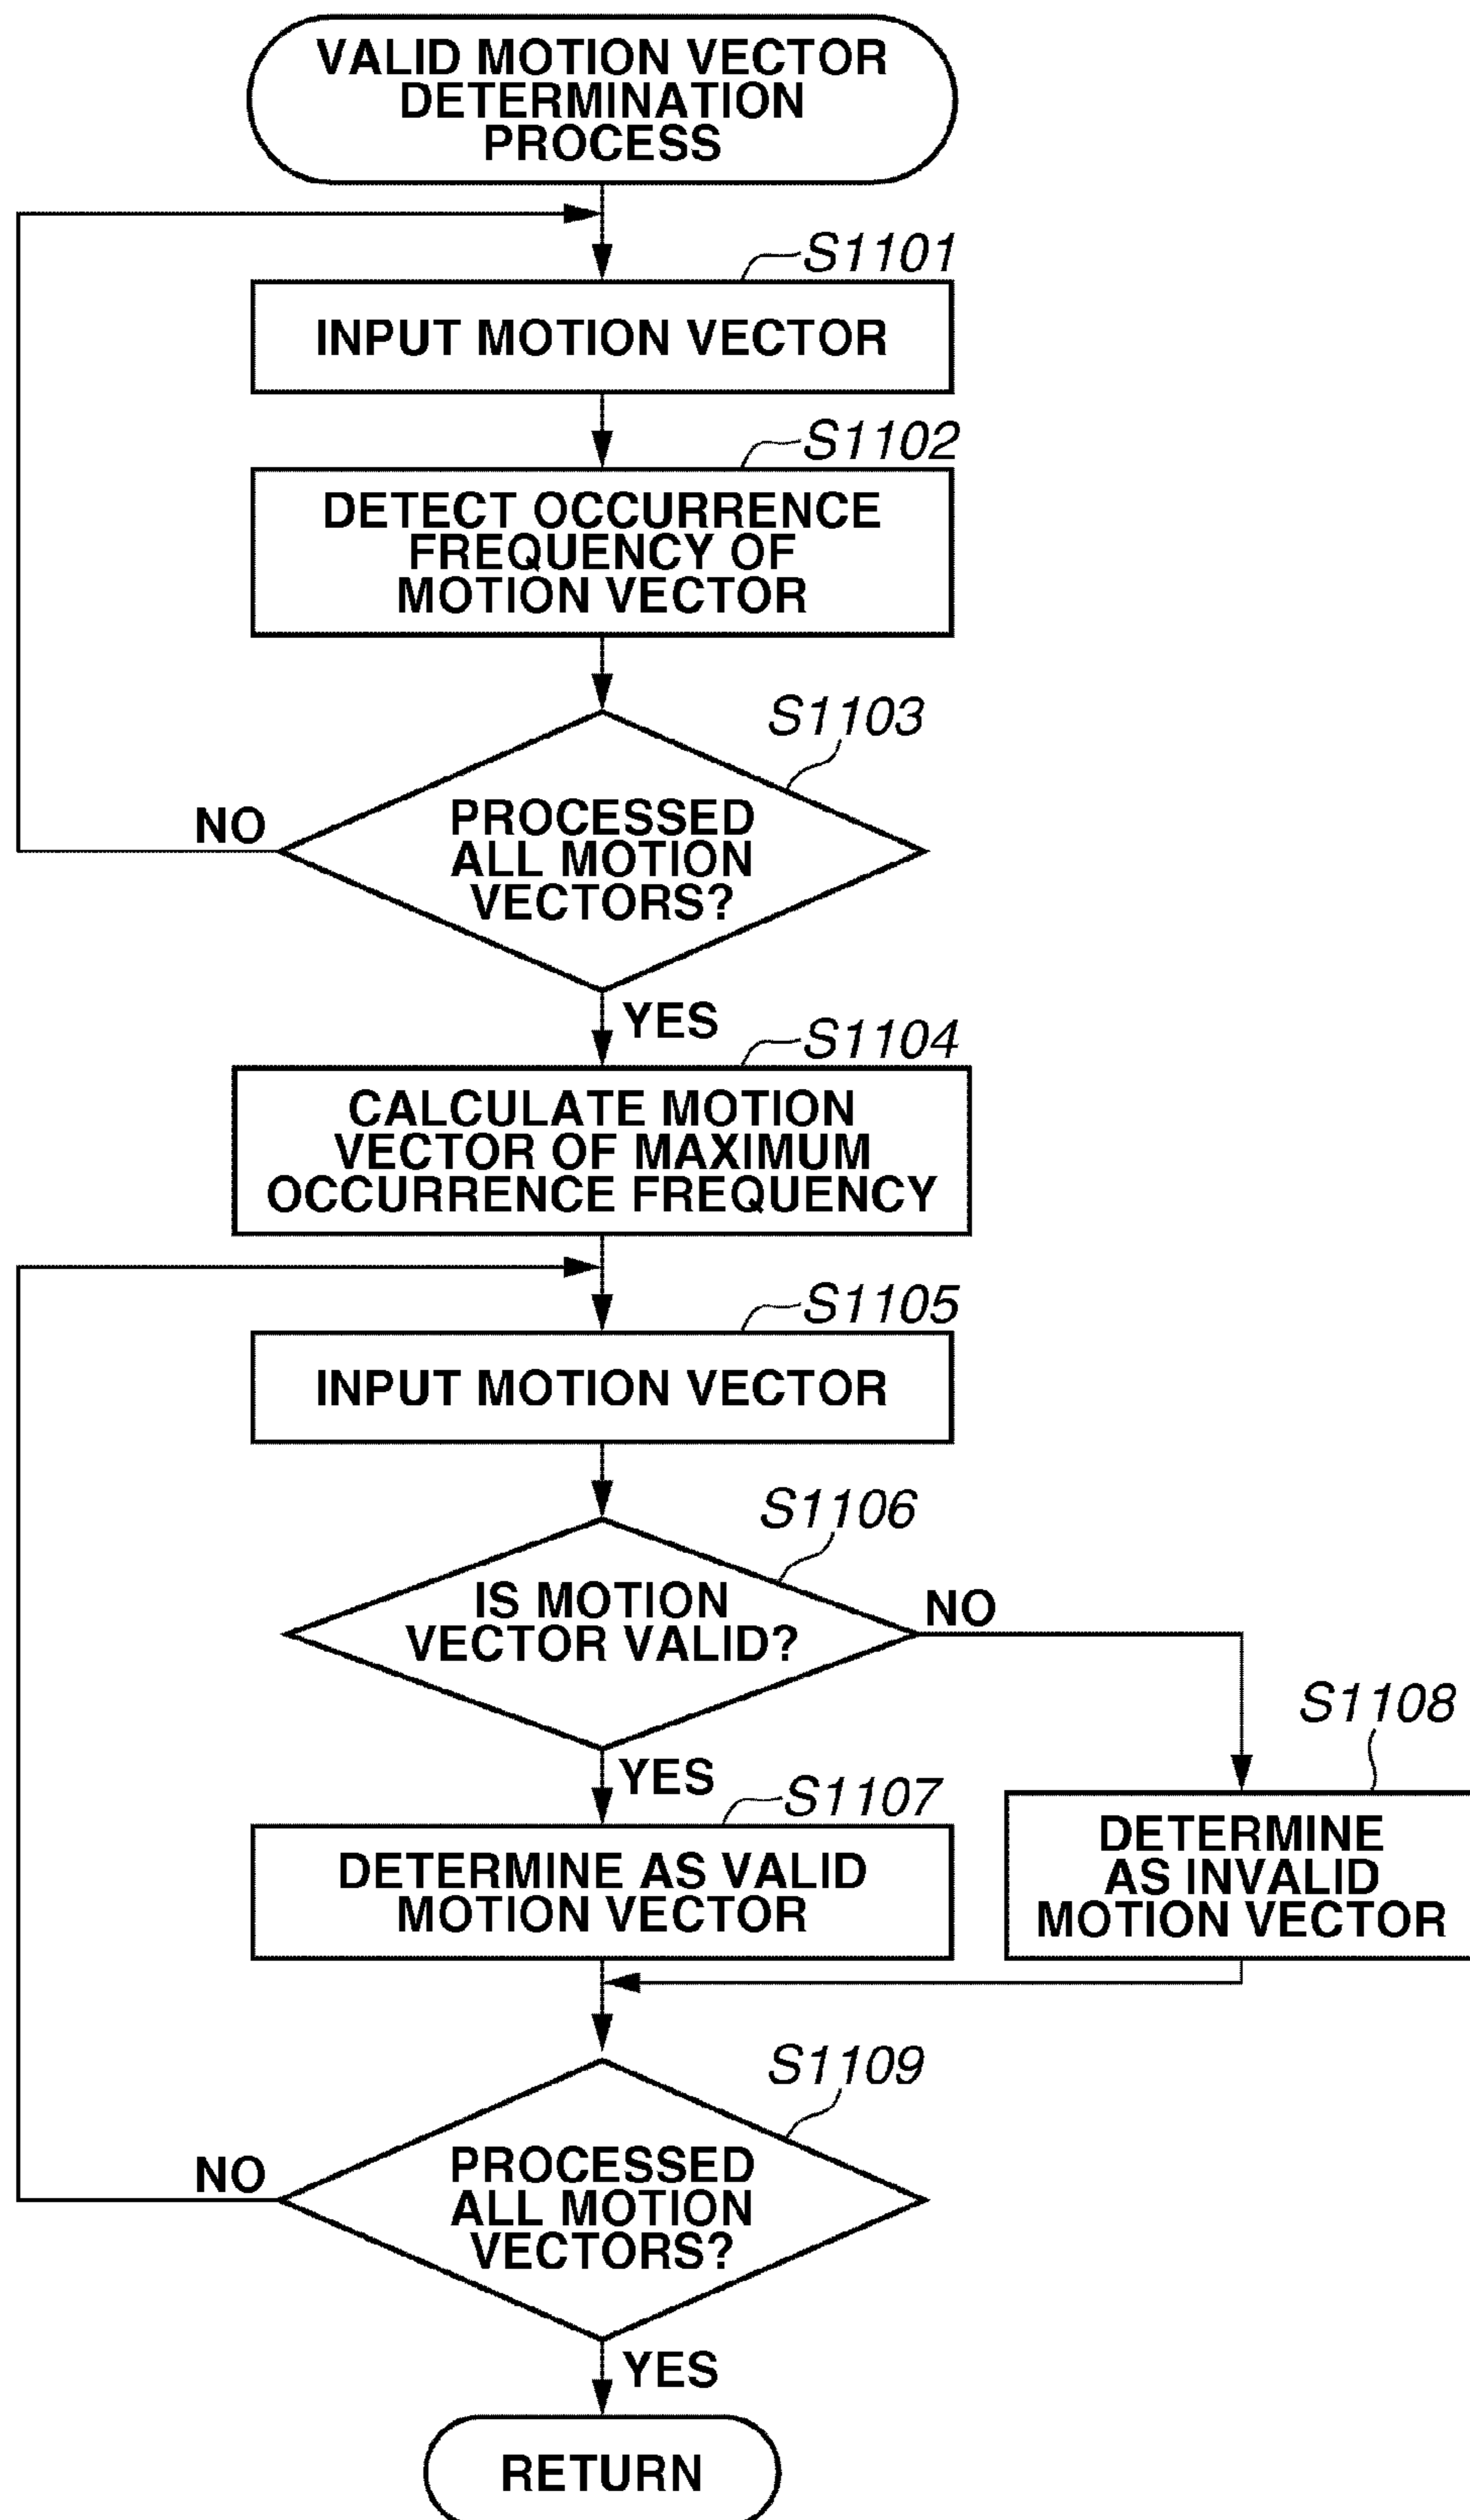 VALID MOTION VECTOR
DETERMINATION
PROCESS
S1101
INPUT MOTION VECTOR
S1102
DETECT OCCURRENCE
FREQUENCY OF
MOTION VECTOR
S1103
PROCESSED
ALL MOTION
VECTORS?
NO
YES
S1104
CALCULATE MOTION
VECTOR OF MAXIMUM
OCCURRENCE FREQUENCY
S1105
INPUT MOTION VECTOR
S1106
IS MOTION
VECTOR VALID?
NO
YES
S1107
DETERMINE AS VALID
MOTION VECTOR
S1108
DETERMINE
AS INVALID
MOTION VECTOR
S1109
PROCESSED
ALL MOTION
VECTORS?
NO
YES
RETURN